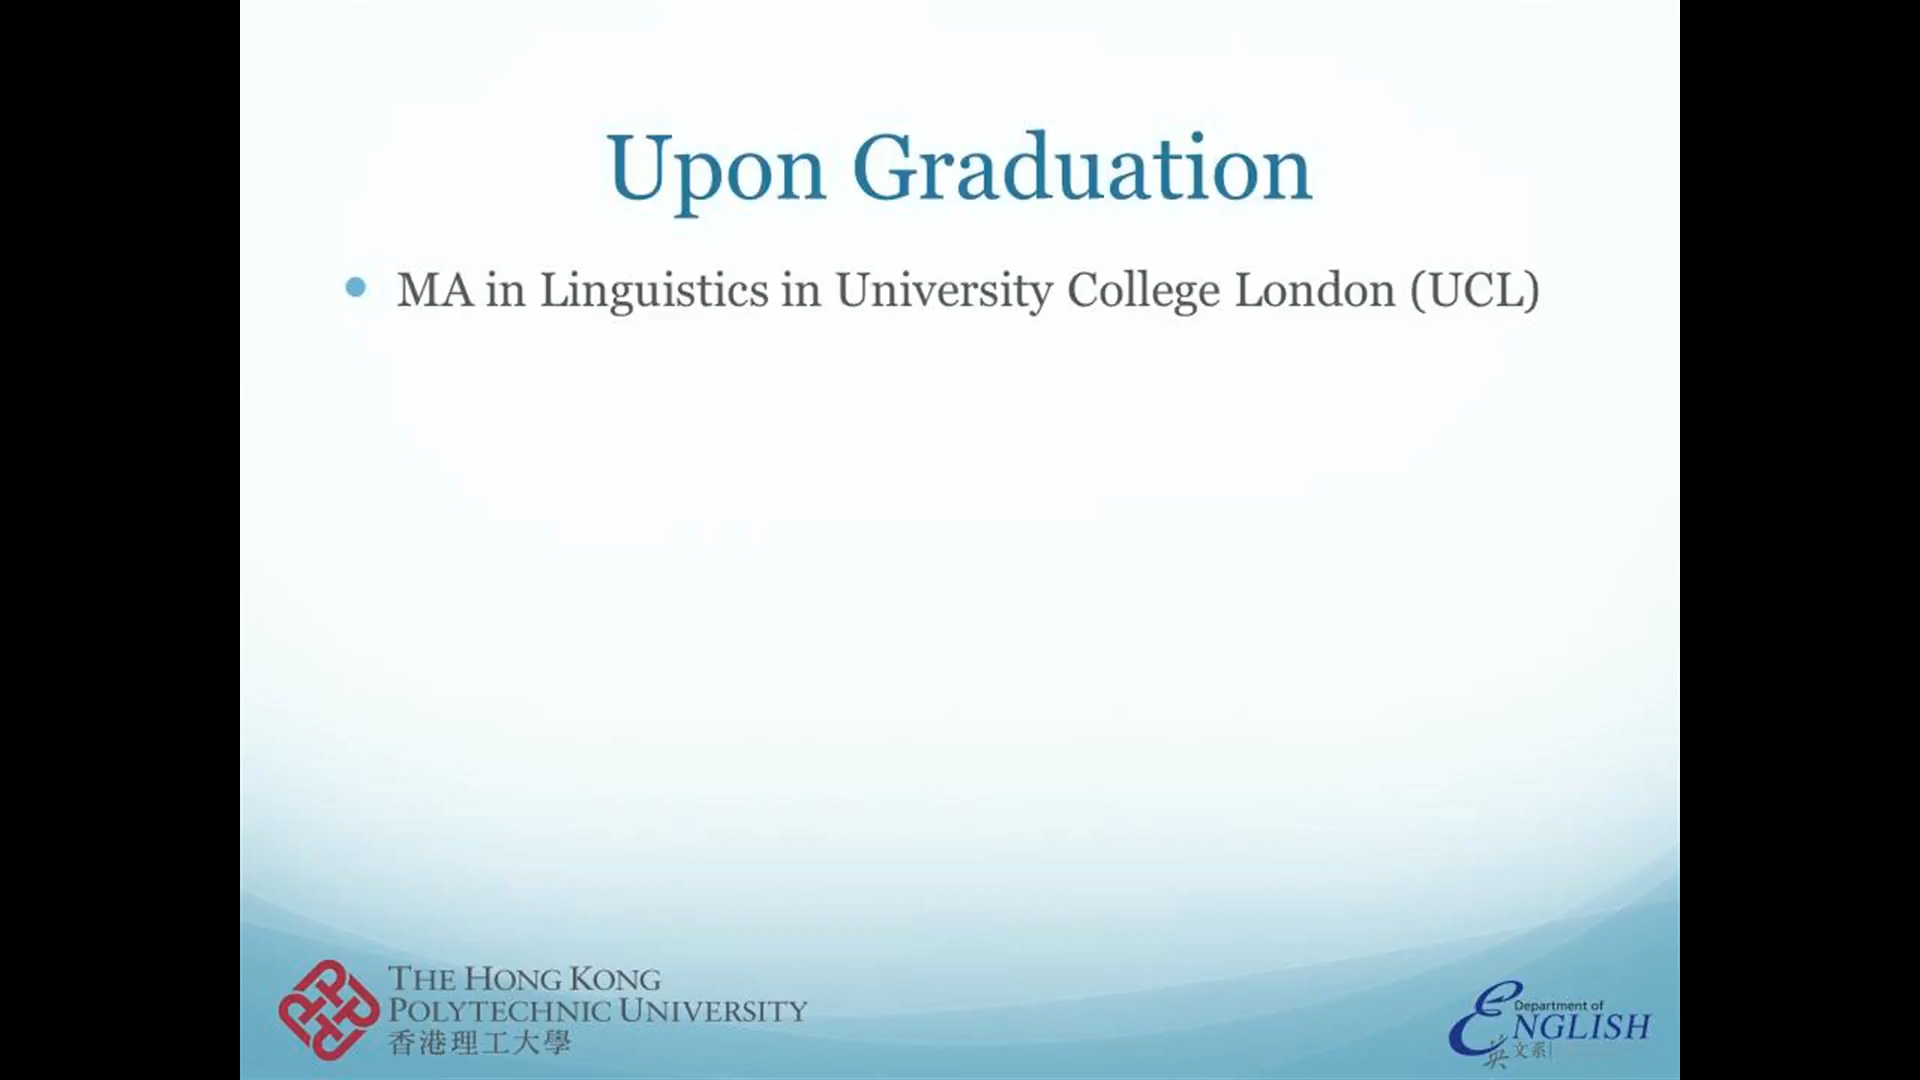 Upon Graduation
MA in Linguistics in University College London (UCL)
THE HONG KONG
POLYTECHNIC UNIVERSITY
香港理工大學
Department of
ENGLISH
英文系